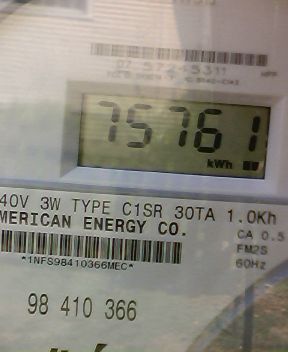 75761
kWh
40V 3W TYPE C1SR 30TA 1.0Kh
MERICAN ENERGY CO.
CA 0.5
FM2S
60Hz
*1NFS98410366MEC*
98 410 366